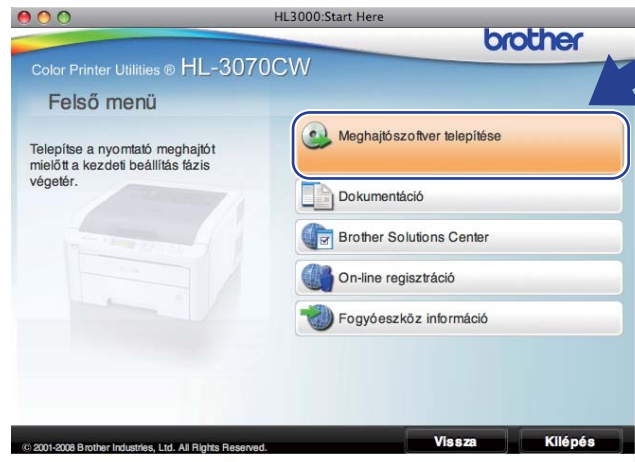 HL3000:Start Here
brother
Color Printer Utilities ® HL-3070CW
Felső menü
Telepítse a nyomtató meghajtót
mielőtt a kezdeti beállítás fázis
végetér.
Meghajtószoftver telepítése
Dokumentáció
Brother Solutions Center
On-line regisztráció
Fogyóeszköz információ
© 2001-2008 Brother Industries, Ltd. All Rights Reserved.
Vissza
Kilépés